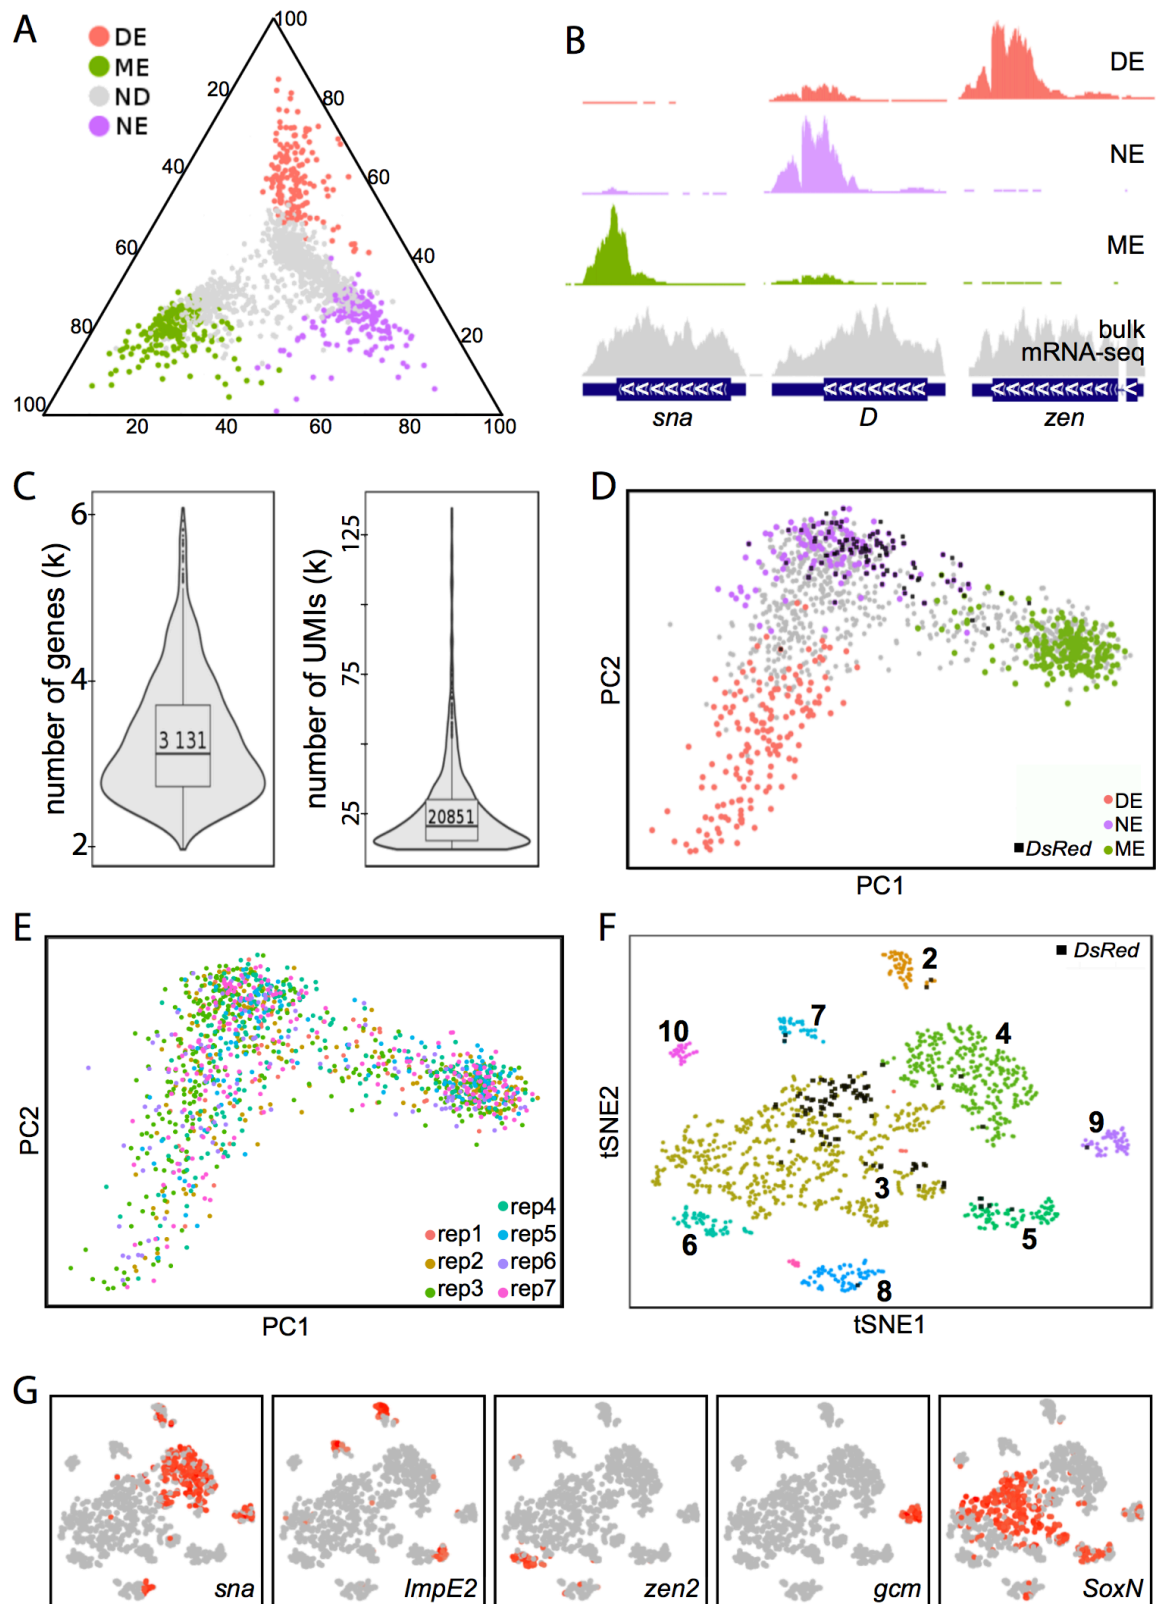 A
DE
ME
ND
NE
100
20
80
40
60
60
40
80
20
100
20
40
60
80
100
B
DE
NE
ME
bulk
mRNA-seq
sna
D
zen
C
number of genes (k)
6
4
2
3 131
number of UMIs (k)
125
75
25
20851
D
PC2
DE
NE
DsRed
ME
PC1
E
PC2
rep4
rep1
rep5
rep2
rep6
rep3
rep7
PC1
F
DsRed
2
7
10
4
9
3
6
5
8
tSNE2
tSNE1
G
sna
ImpE2
zen2
gcm
SoxN